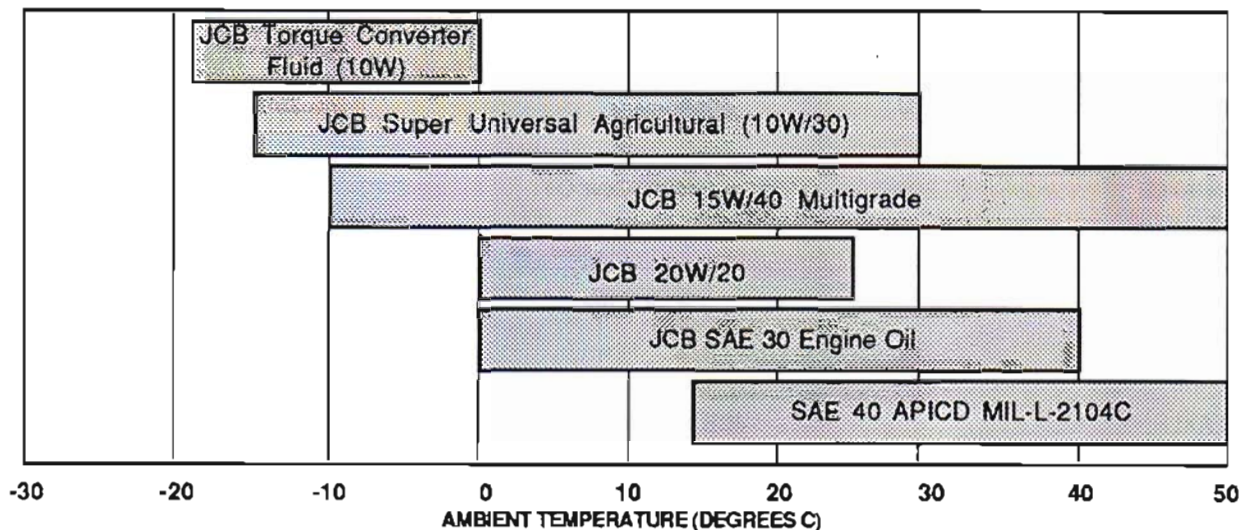 JCB Torque Converter
Fluid (10W)
JCB Super Universal Agricultural (10W/30)
JCB 15W/40 Multigrade
JCB 20W/20
JCB SAE 30 Engine Oil
SAE 40 APICD MIL-L-2104C
-30 -20 -10 0 10 20 30 40 50
AMBIENT TEMPERATURE (DEGREES C)